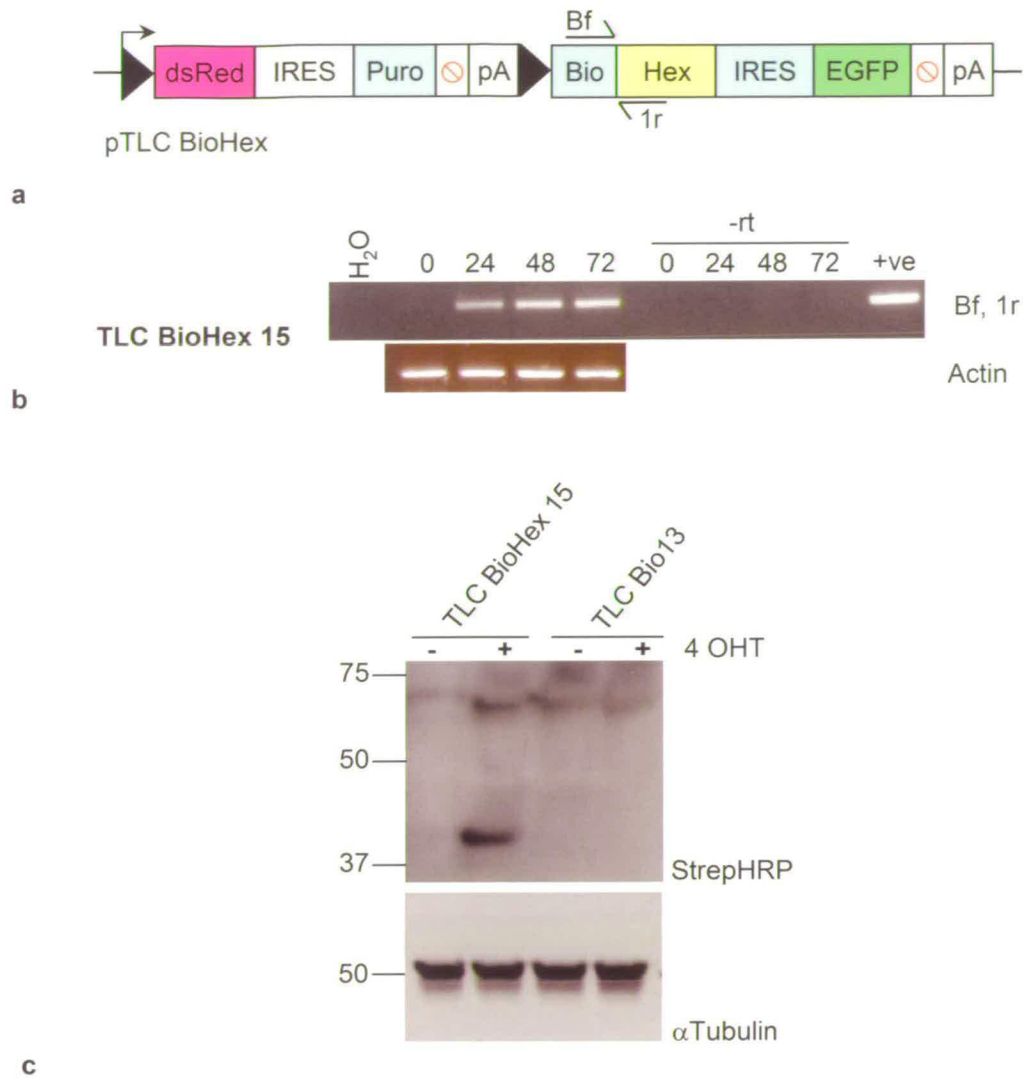 Bf
dsRed IRES Puro pA Bio Hex IRES EGFP pA
1r
pTLC BioHex
a
-rt
H₂O 0 24 48 72 0 24 48 72 +ve
Bf, 1r
TLC BioHex 15
Actin
b
TLC BioHex 15 TLC Bio13
- + - + 4 OHT
75
50
37
StrepHRP
50
αTubulin
c